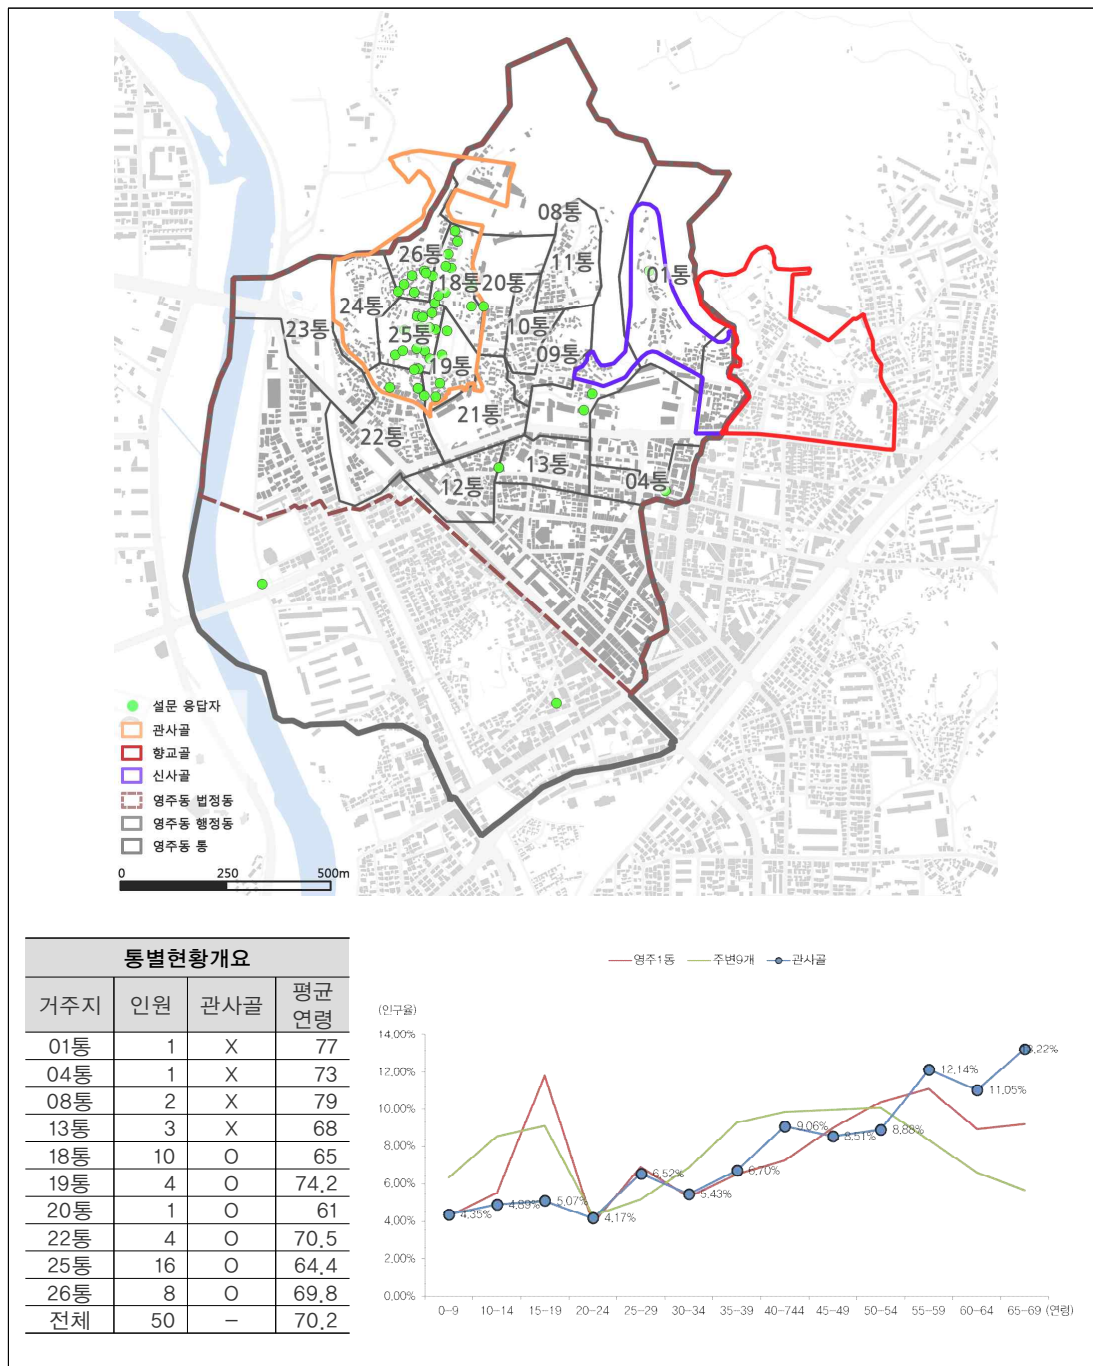 08통
26통
11통
01통
18통
20통
24통
23통
10통
25통
09통
19통
21통
22통
13통
12통
04통
설문 응답자
관사골
향교골
신사골
영주동 법정동
영주동 행정동
영주동 통
0 250 500m
통별현황개요
거주지 인원 관사골 평균 연령
01통 1 X 77
04통 1 X 73
08통 2 X 79
13통 3 X 68
18통 10 O 65
19통 4 O 74.2
20통 1 O 61
22통 4 O 70.5
25통 16 O 64.4
26통 8 O 69.8
전체 50 – 70.2
영주1동 주변9개 관사골
(인구율)
14,00%
12,00%
10,00%
8,00%
6,00%
4,00%
2,00%
0,00%
4,35%
4,89%
5,07%
4,17%
6,52%
5,43%
6,70%
9,06%
8,51%
8,88%
12,14%
11,05%
0-9 10-14 15-19 20-24 25-29 30-34 35-39 40-744 45-49 50-54 55-59 60-64 65-69 (연령)